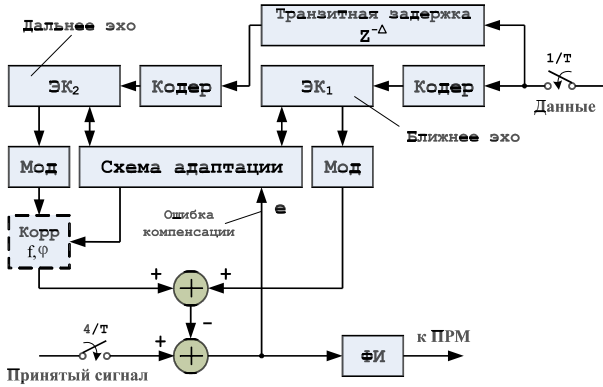 Дальнее эхо
Транзитная задержка
Z⁻Δ
1/T
ЭК₂
Кодер
ЭК₁
Кодер
Данные
Ближнее эхо
Мод
Схема адаптации
Мод
Ошибка
компенсации
e
Корр
f,φ
+
+
+
-
4/T
+
+
ФИ
к ПРМ
Принятый сигнал